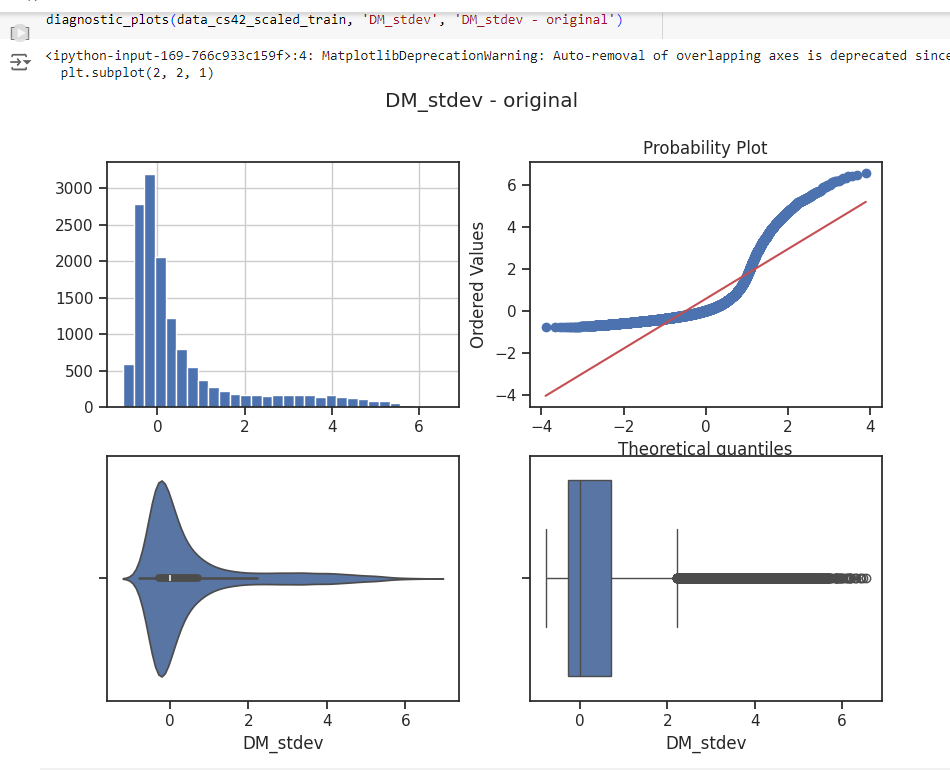 diagnostic_plots(data_cs42_scaled_train, 'DM_stdev', 'DM_stdev - original')
<ipython-input-169-766c933c159f>:4: MatplotlibDeprecationWarning: Auto-removal of overlapping axes is deprecated since
plt.subplot(2, 2, 1)
DM_stdev - original
3000
2500
2000
1500
1000
500
0
0 2 4 6
Probability Plot
Ordered Values
6
4
2
0
−2
−4
−4 −2 0 2 4
Theoretical quantiles
0 2 4 6
DM_stdev
0 2 4 6
DM_stdev